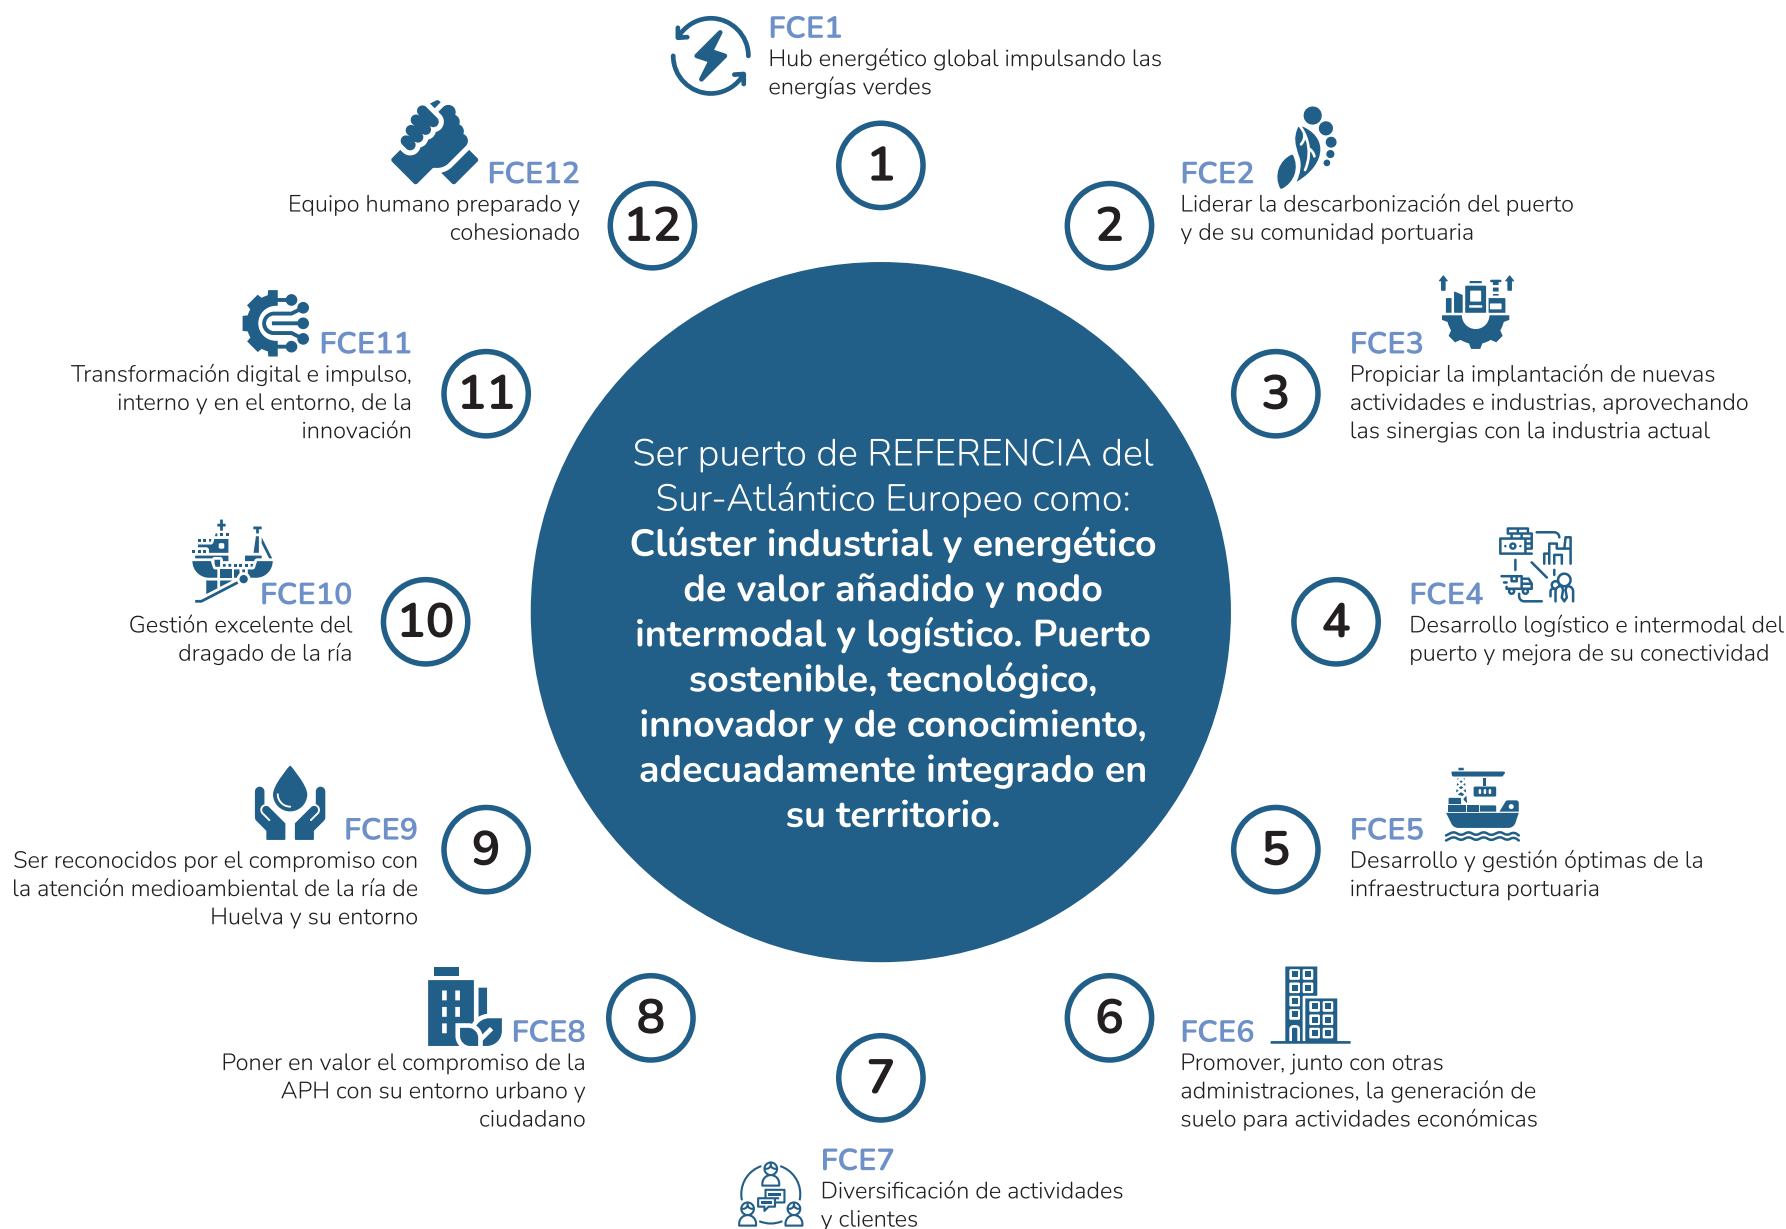 FCE1
Hub energético global impulsando las
energías verdes
1
FCE2
Liderar la descarbonización del puerto
y de su comunidad portuaria
2
FCE3
Propiciar la implantación de nuevas
actividades e industrias, aprovechando
las sinergias con la industria actual
3
FCE4
Desarrollo logístico e intermodal del
puerto y mejora de su conectividad
4
FCE5
Desarrollo y gestión óptimas de la
infraestructura portuaria
5
FCE6
Promover, junto con otras
administraciones, la generación de
suelo para actividades económicas
6
7
FCE7
Diversificación de actividades
y clientes
8
FCE8
Poner en valor el compromiso de la
APH con su entorno urbano y
ciudadano
9
FCE9
Ser reconocidos por el compromiso con
la atención medioambiental de la ría de
Huelva y su entorno
10
FCE10
Gestión excelente del
dragado de la ría
11
FCE11
Transformación digital e impulso,
interno y en el entorno, de la
innovación
12
FCE12
Equipo humano preparado y
cohesionado
Ser puerto de REFERENCIA del
Sur-Atlántico Europeo como:
Clúster industrial y energético
de valor añadido y nodo
intermodal y logístico. Puerto
sostenible, tecnológico,
innovador y de conocimiento,
adecuadamente integrado en
su territorio.